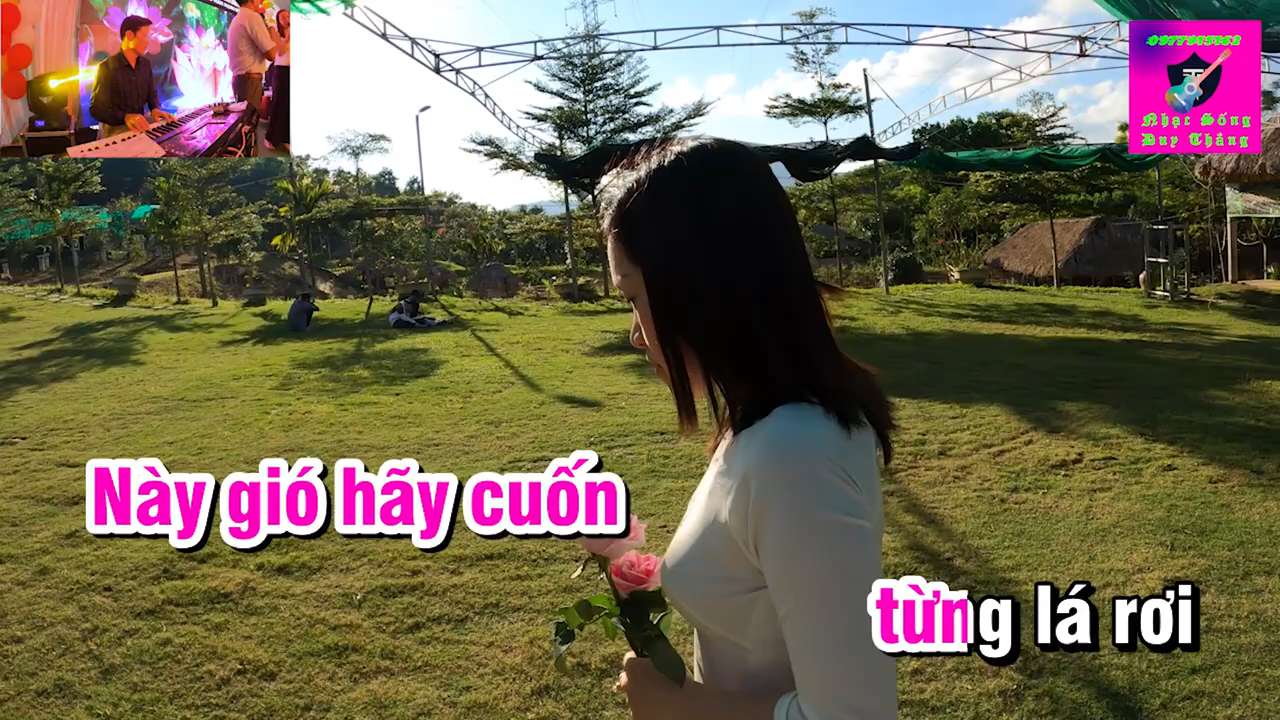 Nhạc Sống
Duy Thắng
Này gió hãy cuốn
từng lá rơi